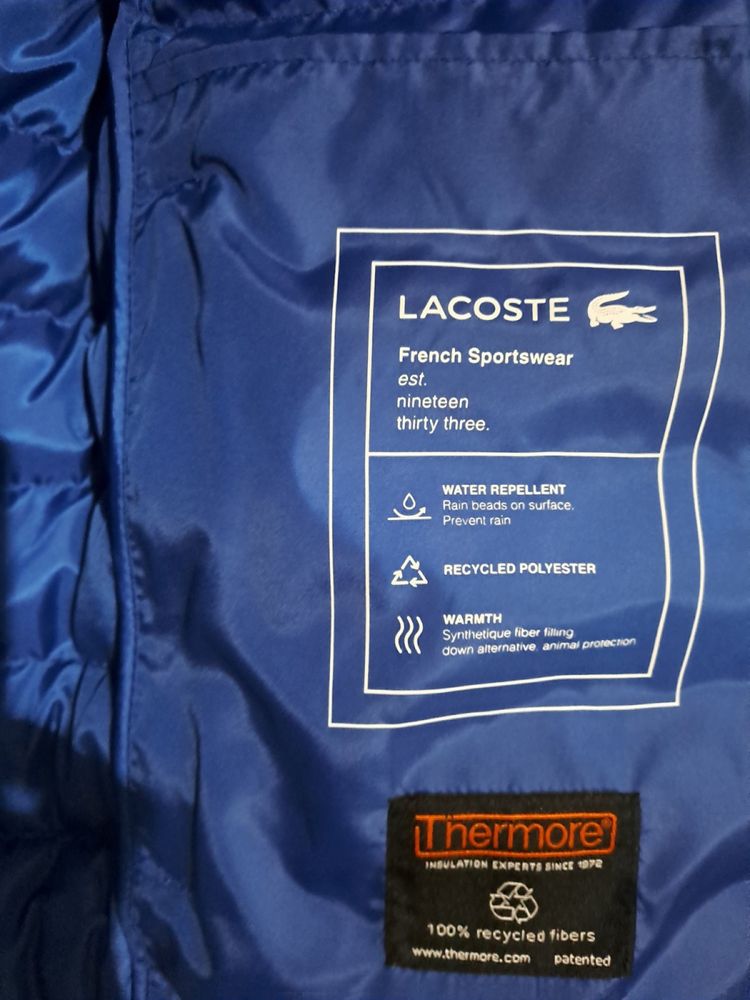 LACOSTE
French Sportswear
est.
nineteen
thirty three.
WATER REPELLENT
Rain beads on surface.
Prevent rain
RECYCLED POLYESTER
WARMTH
Synthetique fiber filling
down alternative. animal protection
Thermore®
INSULATION EXPERTS SINCE 1972
100% recycled fibers
www.thermore.com patented